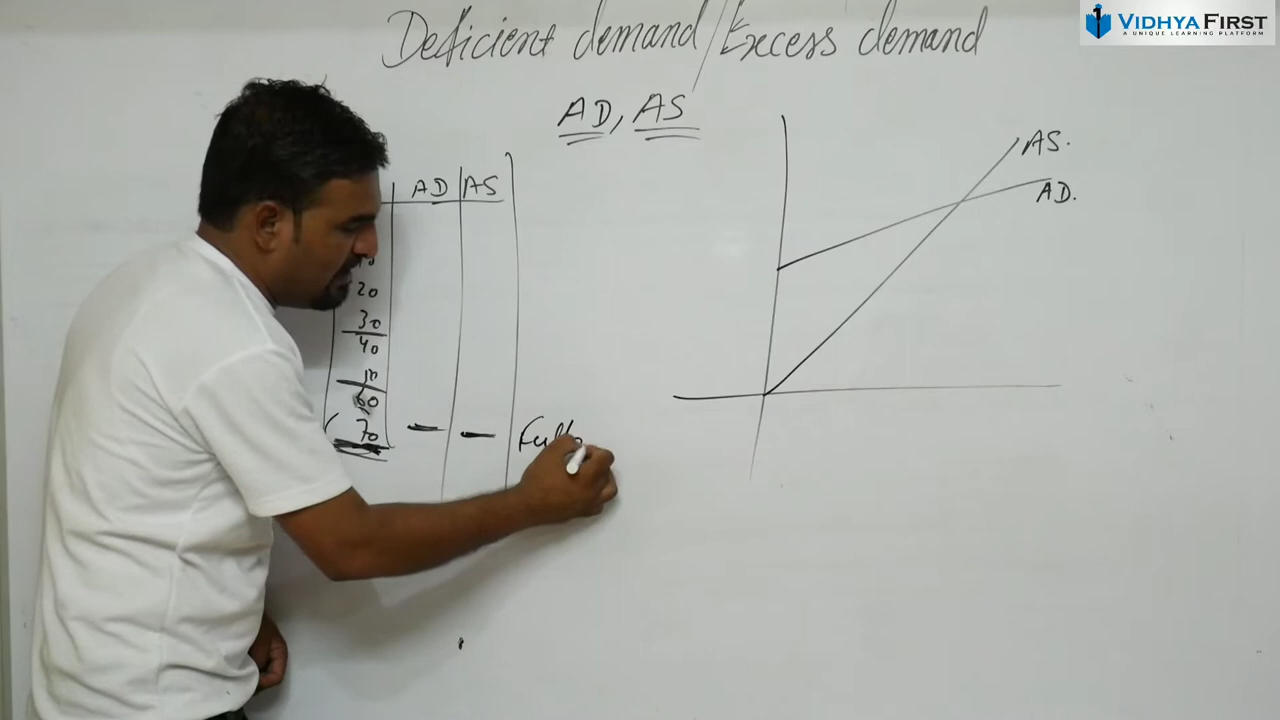 Deficient demand/Excess demand
VIDHYA FIRST
A UNIQUE LEARNING PLATFORM
AD, AS
AD AS
20
30
40
60
70
Full
AS.
AD.